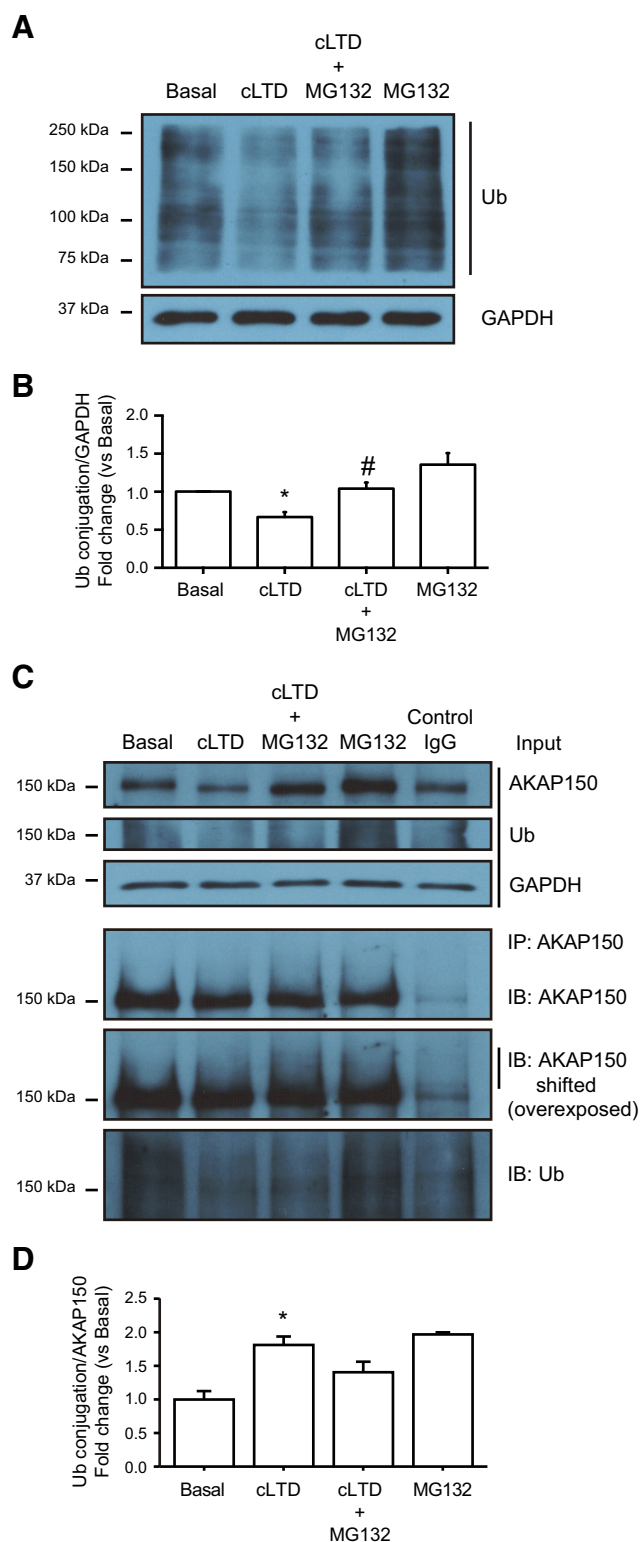 A
cLTD
+
Basal cLTD MG132 MG132
250 kDa
150 kDa
100 kDa
75 kDa
Ub
37 kDa
GAPDH
B
Ub conjugation/GAPDH
Fold change (vs Basal)
2.0
1.5
1.0
0.5
0.0
*
#
Basal cLTD cLTD MG132
+
MG132
C
cLTD
+ Control
Basal cLTD MG132 MG132 IgG Input
150 kDa AKAP150
150 kDa Ub
37 kDa GAPDH
IP: AKAP150
150 kDa IB: AKAP150
IB: AKAP150
shifted
150 kDa (overexposed)
IB: Ub
150 kDa
D
Ub conjugation/AKAP150
Fold change (vs Basal)
2.5
2.0
1.5
1.0
0.5
0.0
*
Basal cLTD cLTD MG132
+
MG132